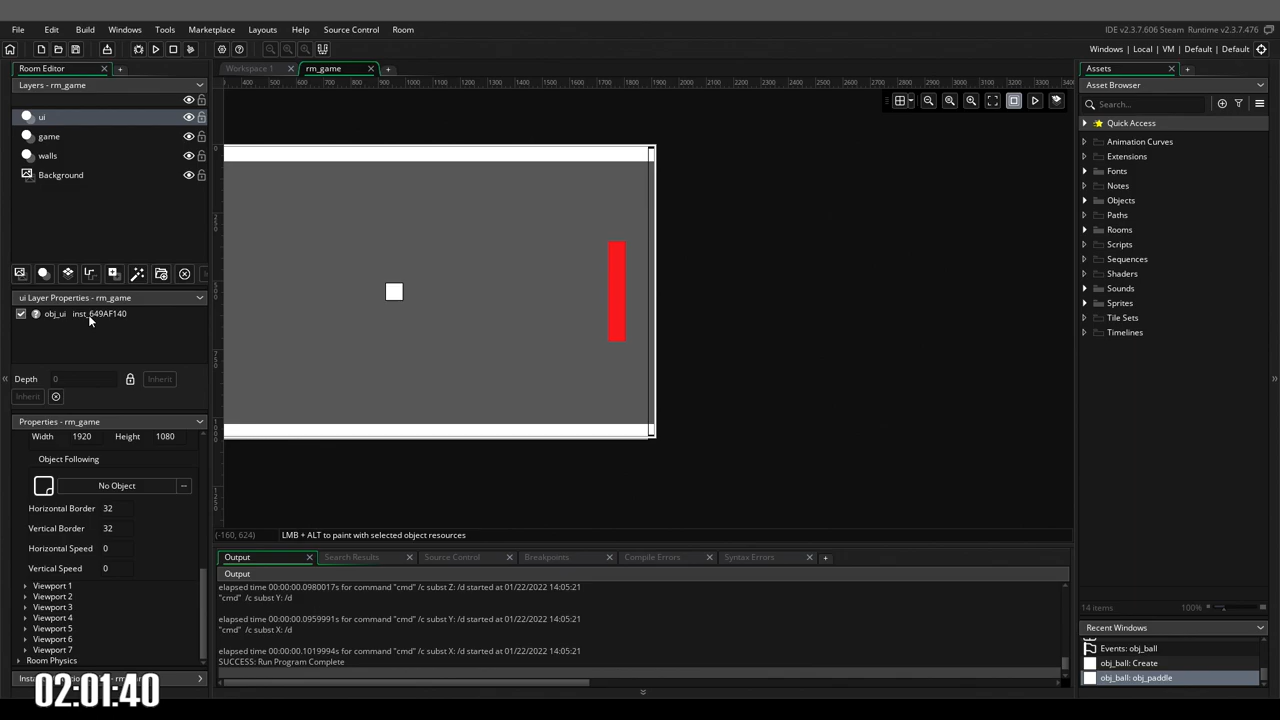 File Edit Build Windows Tools Marketplace Layouts Help Source Control Room
IDE v2.3.7.606 Steam Runtime v2.3.7.476
Windows | Local | VM | Default | Default
Room Editor
Workspace 1
rm_game
Assets
Layers - rm_game
Asset Browser
Search...
ui
game
walls
Background
Quick Access
Animation Curves
Extensions
Fonts
Notes
Objects
Paths
Rooms
Scripts
Sequences
Shaders
Sounds
Sprites
Tile Sets
Timelines
ui Layer Properties - rm_game
obj_ui inst_649AF140
Depth 0 Inherit
Inherit
Properties - rm_game
Width 1920 Height 1080
Object Following
No Object
Horizontal Border 32
Vertical Border 32
Horizontal Speed 0
Vertical Speed 0
Viewport 1
Viewport 2
Viewport 3
Viewport 4
Viewport 5
Viewport 6
Viewport 7
Room Physics
02:01:40
(-160, 624) LMB + ALT to paint with selected object resources
Output Search Results Source Control Breakpoints Compile Errors Syntax Errors
Output
elapsed time 00:00:00.0980017s for command "cmd" /c subst Z: /d started at 01/22/2022 14:05:21
"cmd" /c subst Y: /d
elapsed time 00:00:00.0959991s for command "cmd" /c subst Y: /d started at 01/22/2022 14:05:21
"cmd" /c subst X: /d
elapsed time 00:00:00.1019994s for command "cmd" /c subst X: /d started at 01/22/2022 14:05:21
SUCCESS: Run Program Complete
14 items 100%
Recent Windows
Events: obj_ball
obj_ball: Create
obj_ball: obj_paddle